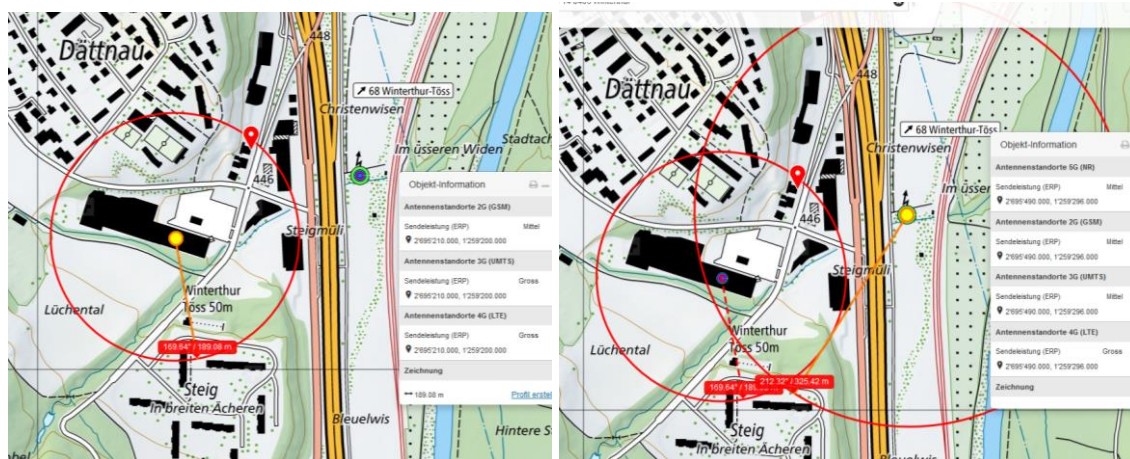 Dättnau
448
68 Winterthur-Töss
Christenwisen
Im üsseren Widen
Stadtach
446
Steigmüli
Lüchental
Winterthur
Töss 50m
169.64° / 189.08 m
Steig
In breiten Ächeren
Bleuelwis
Hintere S
Objekt-Information
Antennenstandorte 2G (GSM)
Sendeleistung (ERP) Mittel
2'695'210.000, 1'259'200.000
Antennenstandorte 3G (UMTS)
Sendeleistung (ERP) Gross
2'695'210.000, 1'259'200.000
Antennenstandorte 4G (LTE)
Sendeleistung (ERP) Gross
2'695'210.000, 1'259'200.000
Zeichnung
189.08 m Profil erstel
Dättnau
448
68 Winterthur-Töss
Christenwisen
Im üsser
446
Steigmüli
Lüchental
Winterthur
Töss 50m
212.32° / 325.42 m
Steig
In breiten Ächeren
Bleuelwis
Objekt-Information
Antennenstandorte 5G (NR)
Sendeleistung (ERP) Mittel
2'695'490.000, 1'259'296.000
Antennenstandorte 2G (GSM)
Sendeleistung (ERP) Mittel
2'695'490.000, 1'259'296.000
Antennenstandorte 3G (UMTS)
Sendeleistung (ERP) Mittel
2'695'490.000, 1'259'296.000
Antennenstandorte 4G (LTE)
Sendeleistung (ERP) Gross
2'695'490.000, 1'259'296.000
Zeichnung